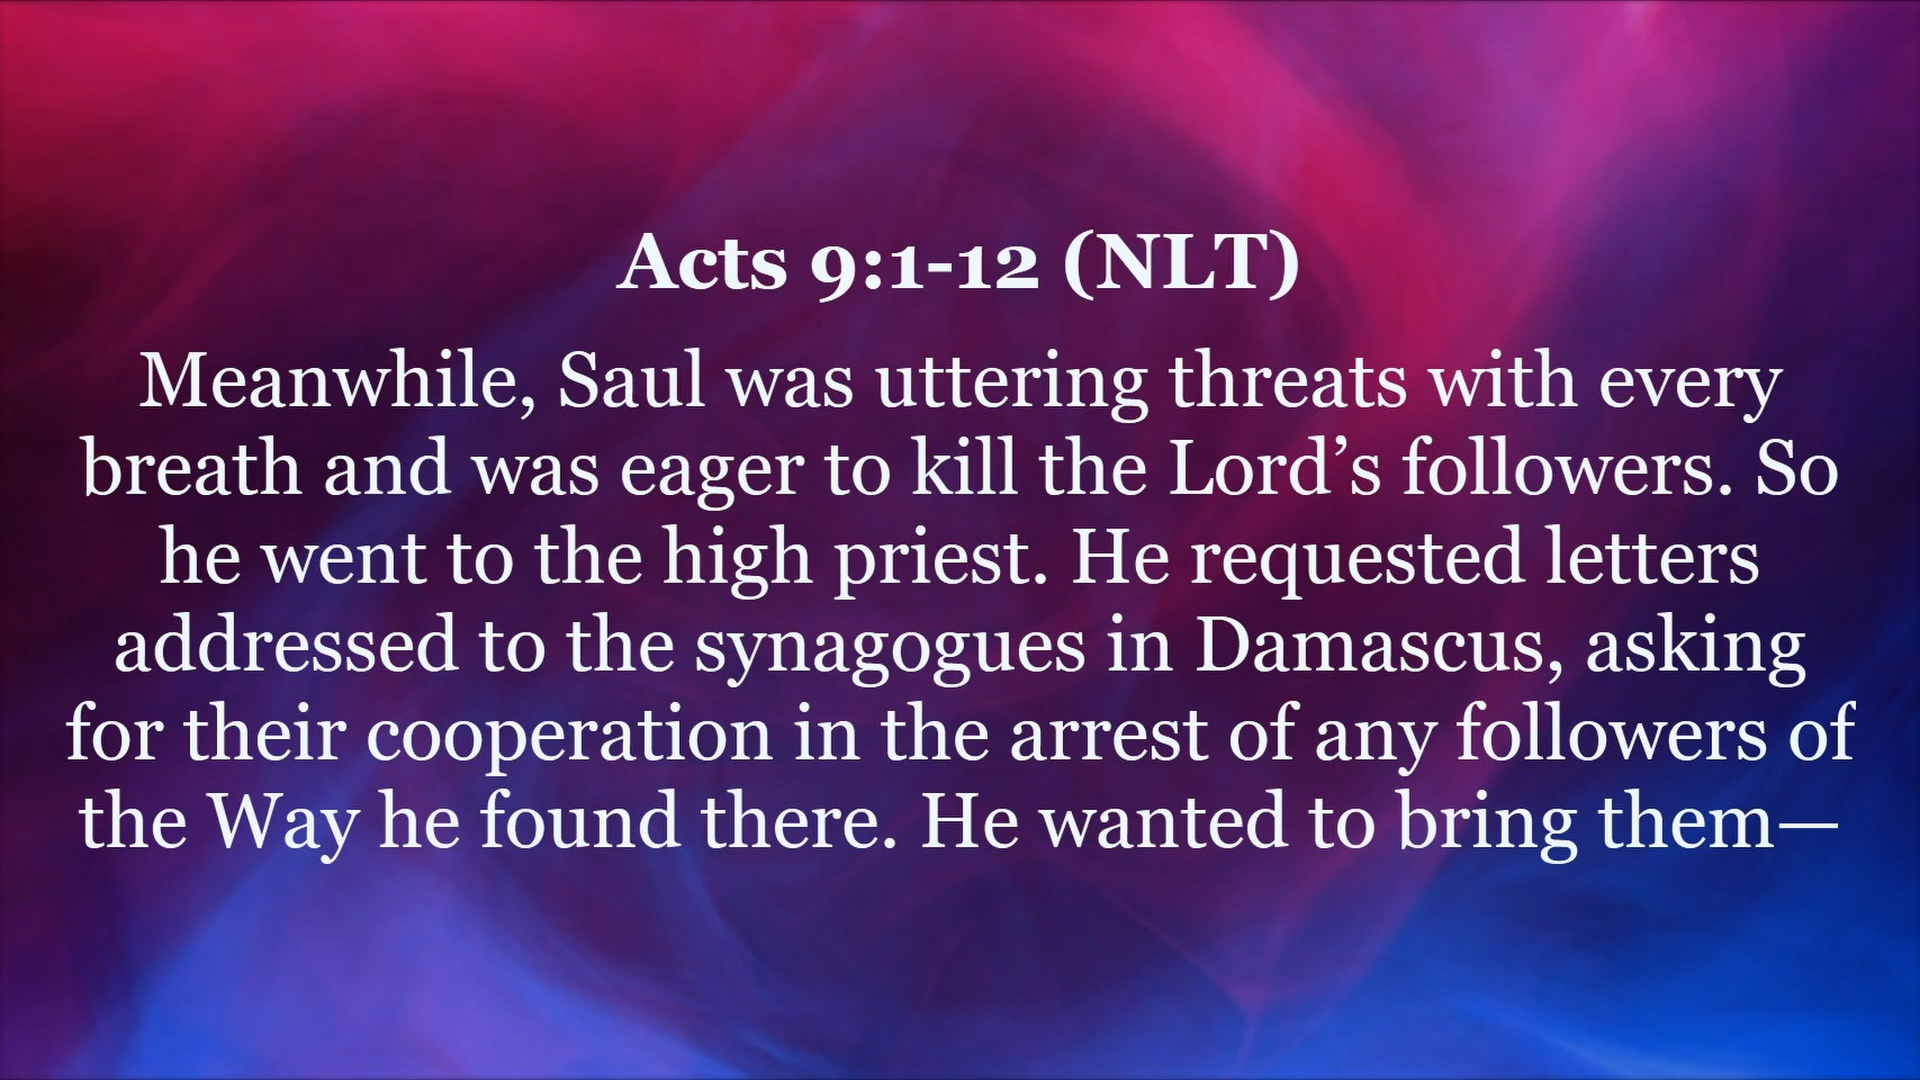 Acts 9:1-12 (NLT)
Meanwhile, Saul was uttering threats with every
breath and was eager to kill the Lord’s followers. So
he went to the high priest. He requested letters
addressed to the synagogues in Damascus, asking
for their cooperation in the arrest of any followers of
the Way he found there. He wanted to bring them—